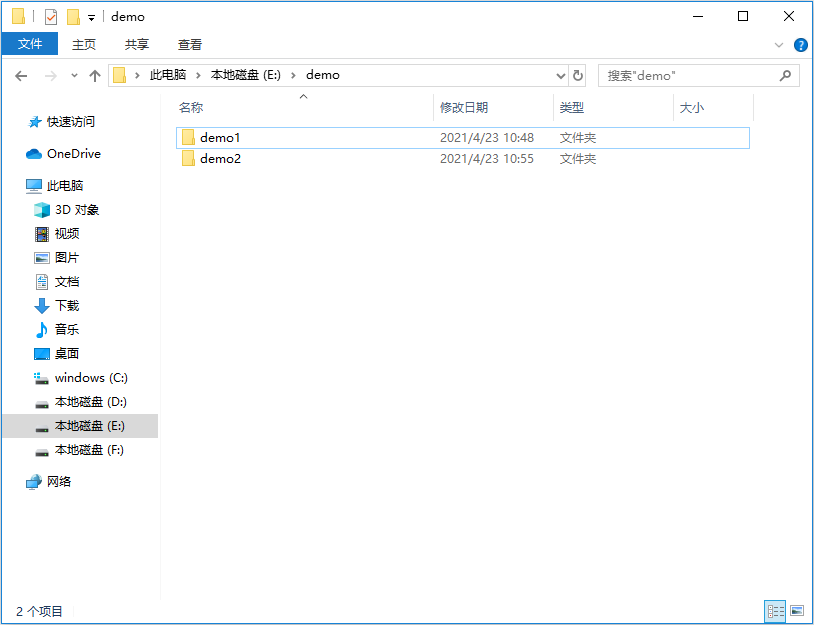 demo
文件 主页 共享 查看
此电脑 本地磁盘 (E:) demo 搜索"demo"
名称 修改日期 类型 大小
demo1 2021/4/23 10:48 文件夹
demo2 2021/4/23 10:55 文件夹
快速访问
OneDrive
此电脑
3D 对象
视频
图片
文档
下载
音乐
桌面
windows (C:)
本地磁盘 (D:)
本地磁盘 (E:)
本地磁盘 (F:)
网络
2 个项目